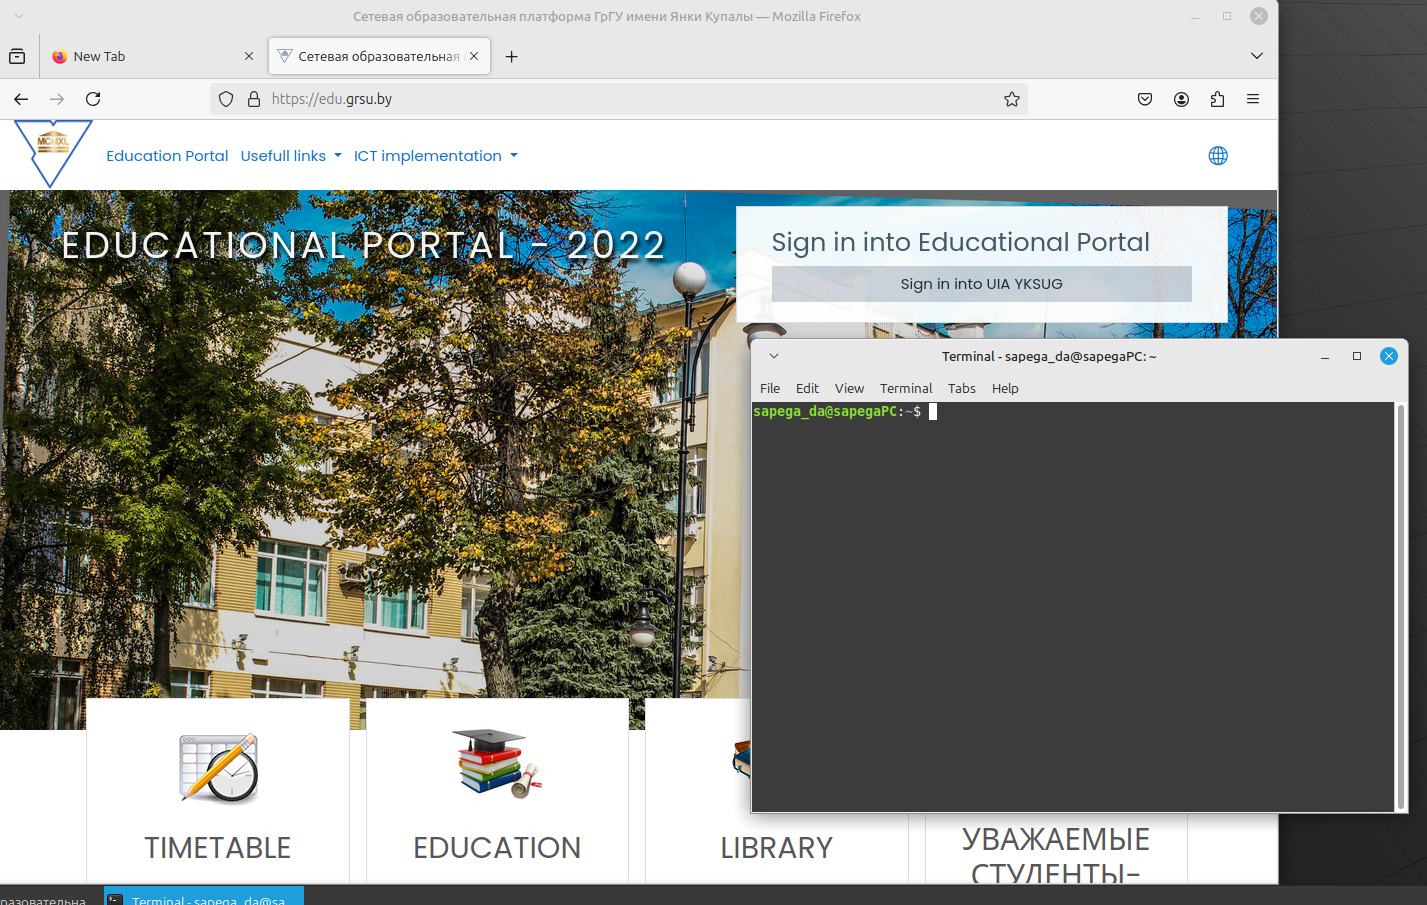 Сетевая образовательная платформа ГрГУ имени Янки Купалы — Mozilla Firefox
New Tab
Сетевая образовательная
https://edu.grsu.by
MCMXL
Education Portal
Usefull links
ICT implementation
EDUCATIONAL PORTAL - 2022
Sign in into Educational Portal
Sign in into UIA YKSUG
Terminal - sapega_da@sapegaPC: ~
File Edit View Terminal Tabs Help
sapega_da@sapegaPC:~$
TIMETABLE
EDUCATION
LIBRARY
УВАЖАЕМЫЕ
СТУДЕНТЫ-
разовательна...
Terminal - sapega_da@sa...